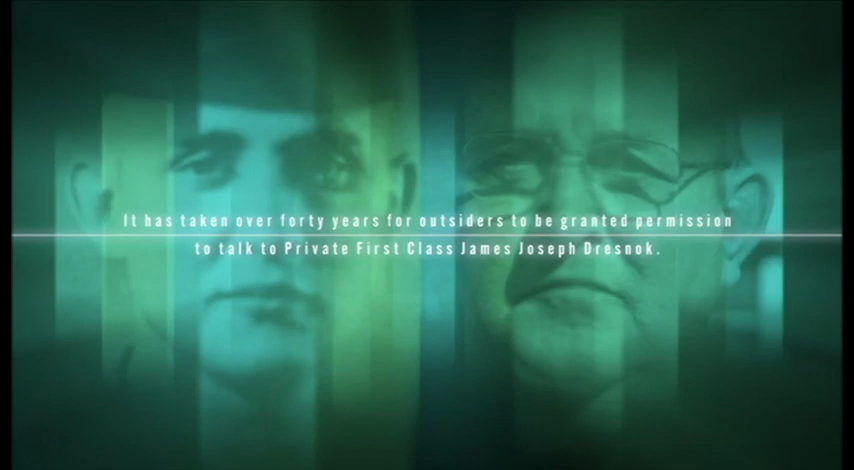 It has taken over forty years for outsiders to be granted permission
to talk to Private First Class James Joseph Dresnok.